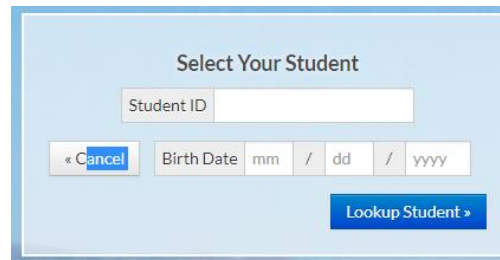 Select Your Student
Student ID
« Cancel Birth Date mm / dd / yyyy
Lookup Student »